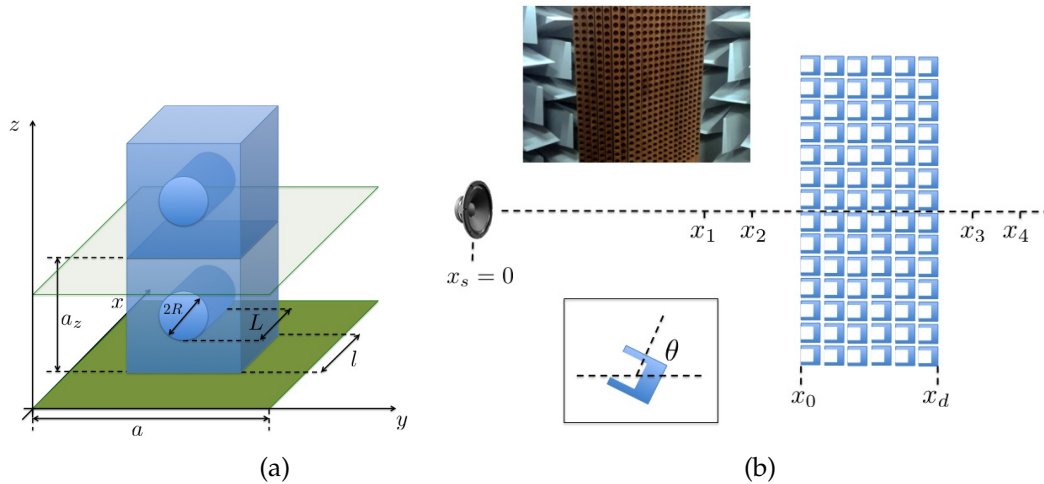 z
x
2R
a_z
L
l
a
y
(a)
x_s = 0
x_1
x_2
x_3
x_4
θ
x_0
x_d
(b)